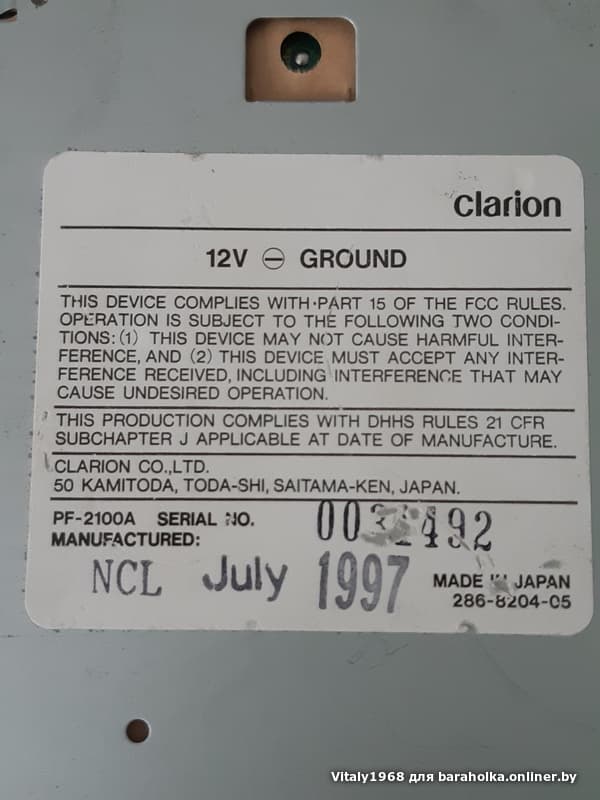 clarion
12V ⊖ GROUND
THIS DEVICE COMPLIES WITH PART 15 OF THE FCC RULES.
OPERATION IS SUBJECT TO THE FOLLOWING TWO CONDI-
TIONS: (1) THIS DEVICE MAY NOT CAUSE HARMFUL INTER-
FERENCE, AND (2) THIS DEVICE MUST ACCEPT ANY INTER-
FERENCE RECEIVED, INCLUDING INTERFERENCE THAT MAY
CAUSE UNDESIRED OPERATION.
THIS PRODUCTION COMPLIES WITH DHHS RULES 21 CFR
SUBCHAPTER J APPLICABLE AT DATE OF MANUFACTURE.
CLARION CO.,LTD.
50 KAMITODA, TODA-SHI, SAITAMA-KEN, JAPAN.
PF-2100A SERIAL NO.
MANUFACTURED:
NCL July 1997 MADE IN JAPAN
286-8204-05
Vitaly1968 для baraholka.onliner.by